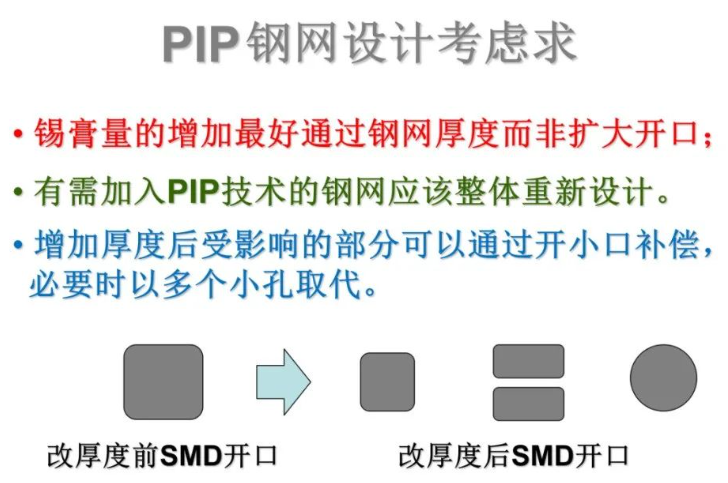 PIP钢网设计考虑求
• 锡膏量的增加最好通过钢网厚度而非扩大开口；
• 有需加入PIP技术的钢网应该整体重新设计。
• 增加厚度后受影响的部分可以通过开小口补偿，
必要时以多个小孔取代。
改厚度前SMD开口
改厚度后SMD开口